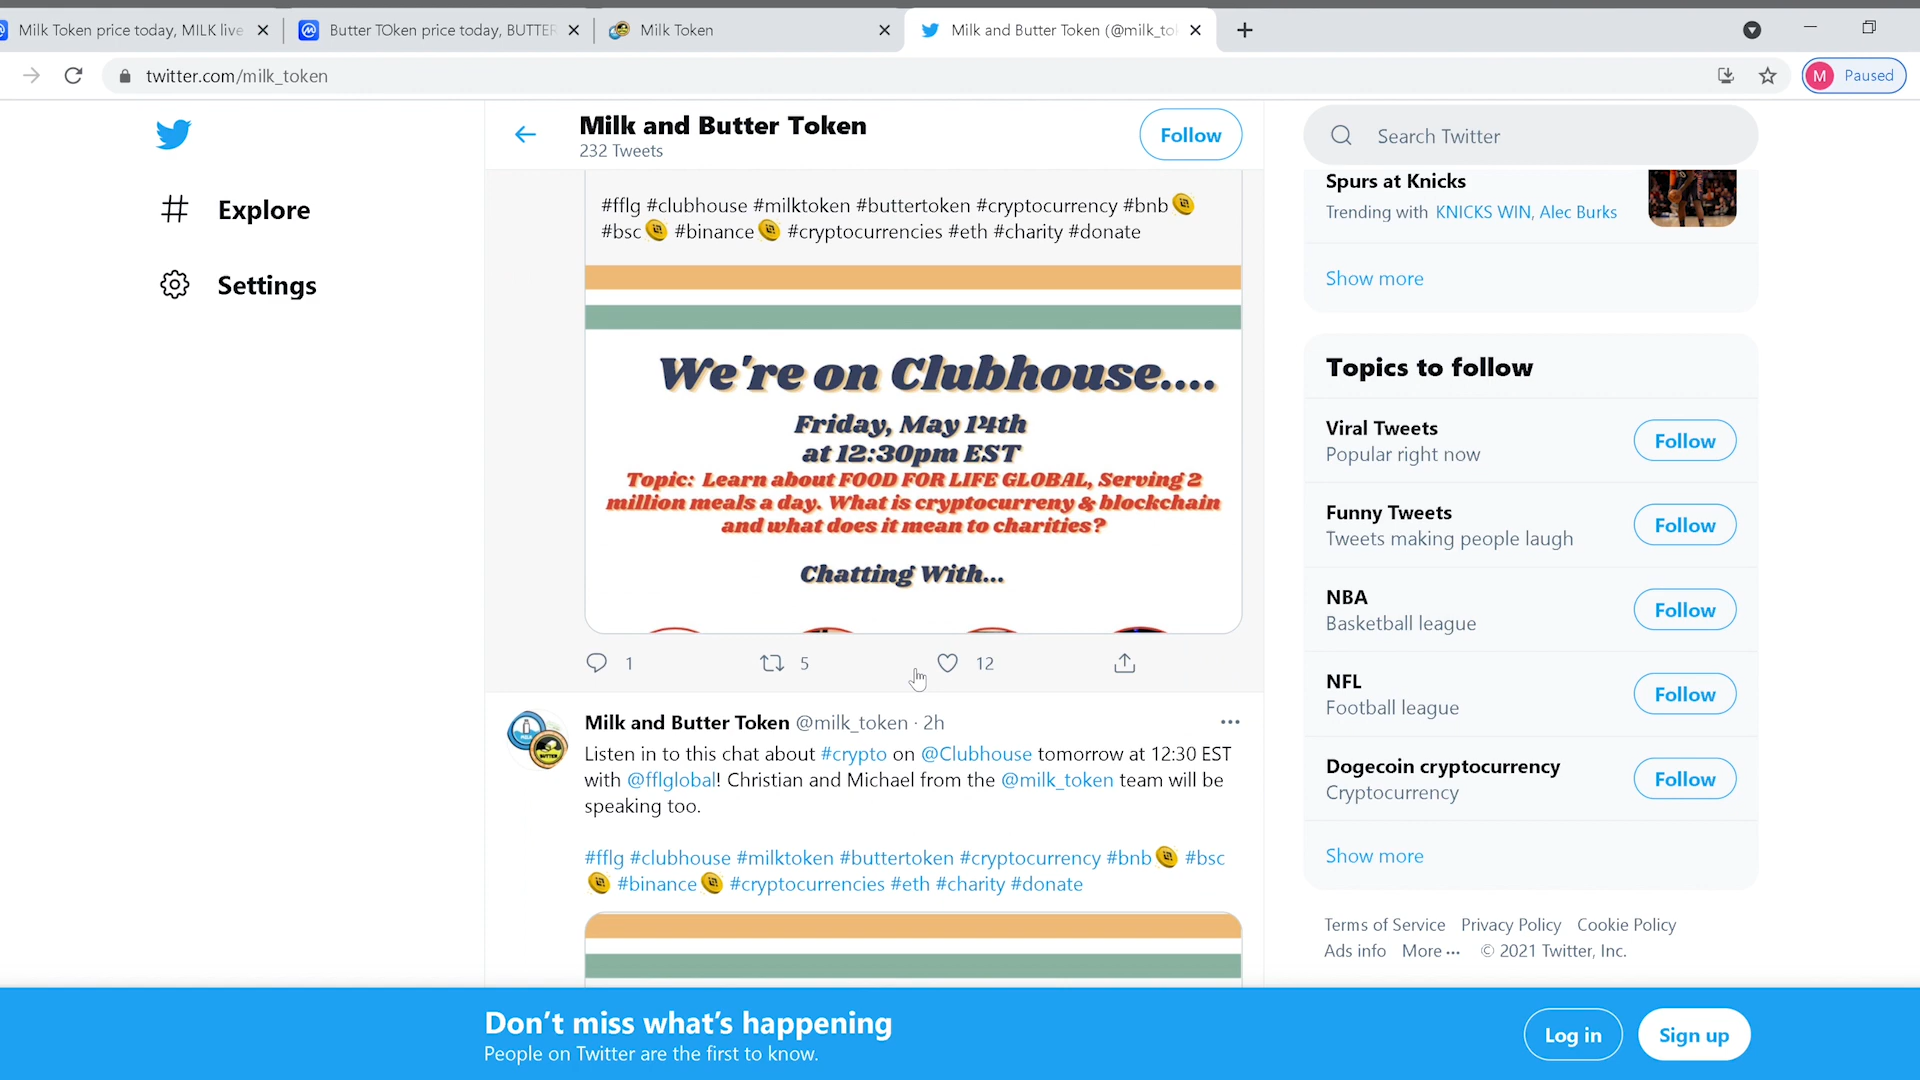 Milk Token price today, MILK live
Butter TOken price today, BUTTER
Milk Token
Milk and Butter Token (@milk_to
twitter.com/milk_token
M Paused
Explore
Settings
Milk and Butter Token
232 Tweets
Follow
#fflg #clubhouse #milktoken #buttertoken #cryptocurrency #bnb
#bsc #binance #cryptocurrencies #eth #charity #donate
We're on Clubhouse....
Friday, May 14th
at 12:30pm EST
Topic: Learn about FOOD FOR LIFE GLOBAL, Serving 2
million meals a day. What is cryptocurreny & blockchain
and what does it mean to charities?
Chatting With...
1 5 12
Milk and Butter Token @milk_token · 2h
Listen in to this chat about #crypto on @Clubhouse tomorrow at 12:30 EST
with @fflglobal! Christian and Michael from the @milk_token team will be
speaking too.
#fflg #clubhouse #milktoken #buttertoken #cryptocurrency #bnb #bsc
#binance #cryptocurrencies #eth #charity #donate
Search Twitter
Spurs at Knicks
Trending with KNICKS WIN, Alec Burks
Show more
Topics to follow
Viral Tweets
Popular right now
Follow
Funny Tweets
Tweets making people laugh
Follow
NBA
Basketball league
Follow
NFL
Football league
Follow
Dogecoin cryptocurrency
Cryptocurrency
Follow
Show more
Terms of Service Privacy Policy Cookie Policy
Ads info More ··· © 2021 Twitter, Inc.
Don't miss what's happening
People on Twitter are the first to know.
Log in
Sign up